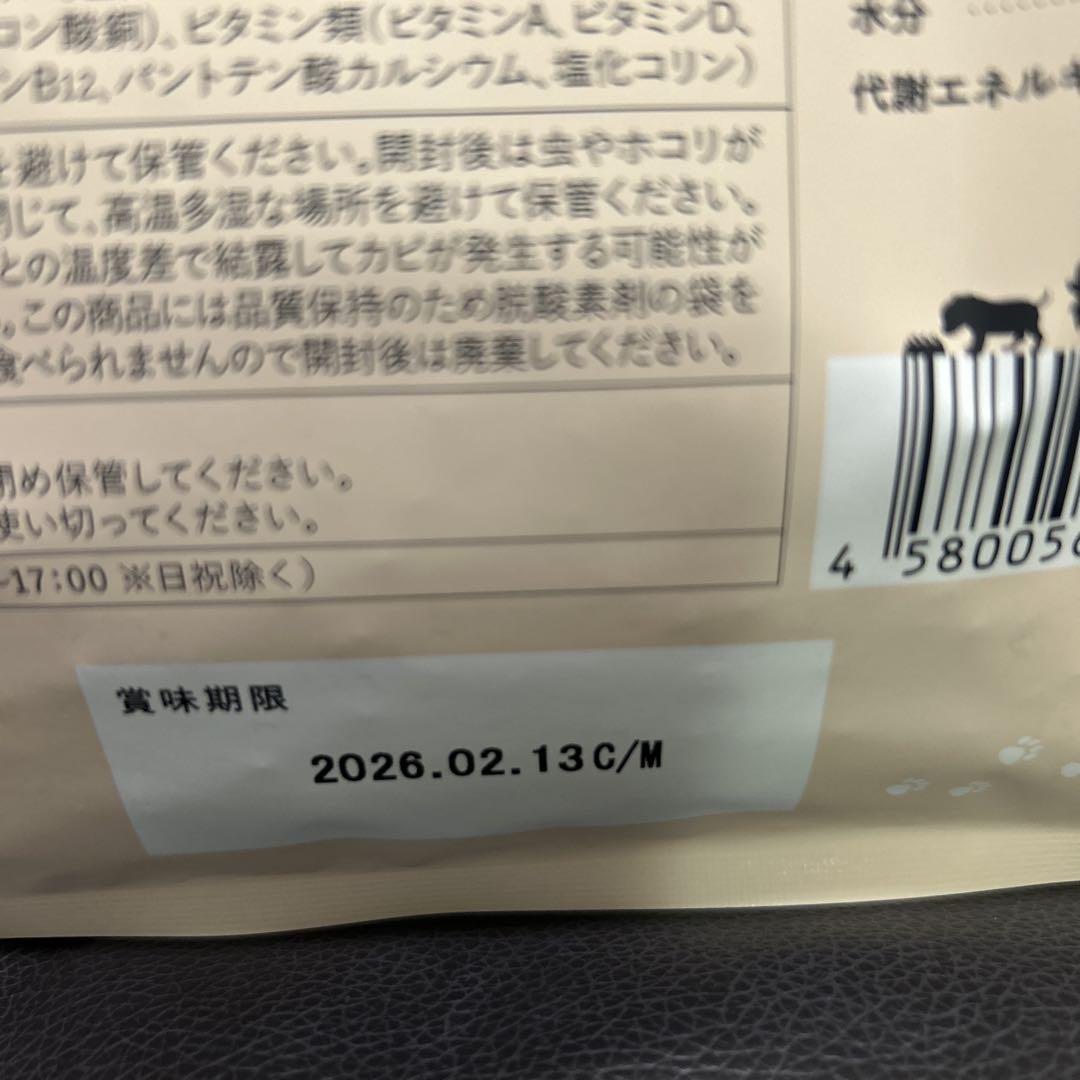 コン酸銅)、ビタミン類(ビタミンA、ビタミンD、
ンB12、パントテン酸カルシウム、塩化コリン)
を避けて保管ください。開封後は虫やホコリが
閉じて、高温多湿な場所を避けて保管ください。
との温度差で結露してカビが発生する可能性が
。この商品には品質保持のため脱酸素剤の袋を
食べられませんので開封後は廃棄してください。
閉め保管してください。
使い切ってください。
-17:00 ※日祝除く)
水分
代謝エネルギ
4 580056
賞味期限
2026.02.13C/M